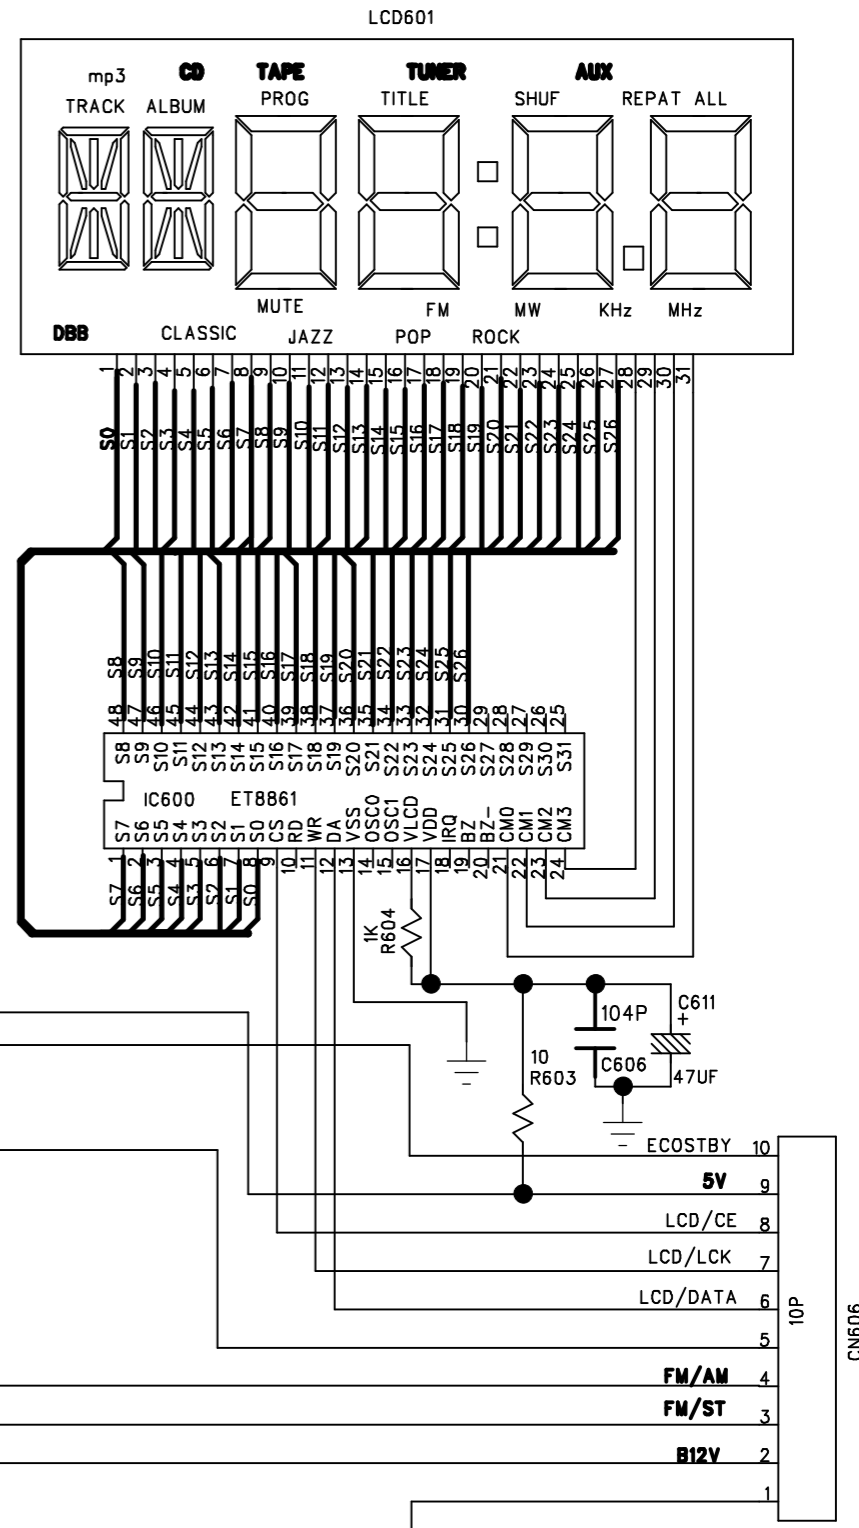 LCD601
mp3 CD TAPE TUNER AUX
TRACK ALBUM PROG TITLE SHUF REPAT ALL
MUTE FM MW KHz MHz
DBB CLASSIC JAZZ POP ROCK
1 2 3 4 5 6 7 8 9 10 11 12 13 14 15 16 17 18 19 20 21 22 23 24 25 26 27 28 29 30 31
S0 S1 S2 S3 S4 S5 S6 S7 S8 S9 S10 S11 S12 S13 S14 S15 S16 S17 S18 S19 S20 S21 S22 S23 S24 S25 S26
S8 S9 S10 S11 S12 S13 S14 S15 S16 S17 S18 S19 S20 S21 S22 S23 S24 S25 S26
48 47 46 45 44 43 42 41 40 39 38 37 36 35 34 33 32 31 30 29 28 27 26 25
S8 S9 S10 S11 S12 S13 S14 S15 S16 S17 S18 S19 S20 S21 S22 S23 S24 S25 S26 S27 S28 S29 S30 S31
IC600 ET8861
S7 S6 S5 S4 S3 S2 S1 S0 CS RD WR DA VSS OSCO OSC1 VLCD VDD IRQ BZ BZ- CM0 CM1 CM2 CM3
1 2 3 4 5 6 7 8 9 10 11 12 13 14 15 16 17 18 19 20 21 22 23 24
S7 S6 S5 S4 S3 S2 S1 S0
1K
R604
104P
C606
C611
+
47UF
10
R603
ECOSTBY 10
5V 9
LCD/CE 8
LCD/LCK 7
LCD/DATA 6
5
FM/AM 4
FM/ST 3
B12V 2
1
10P
CN606